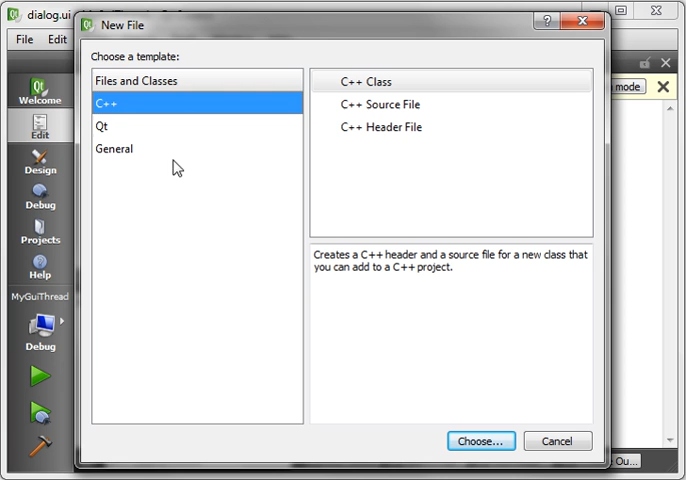 dialog.ui
New File
File
Edit
Choose a template:
Files and Classes
C++
Qt
General
C++ Class
C++ Source File
C++ Header File
Creates a C++ header and a source file for a new class that
you can add to a C++ project.
Choose...
Cancel
Welcome
Edit
Design
Debug
Projects
Help
MyGuiThread
Debug
mode
Ou...